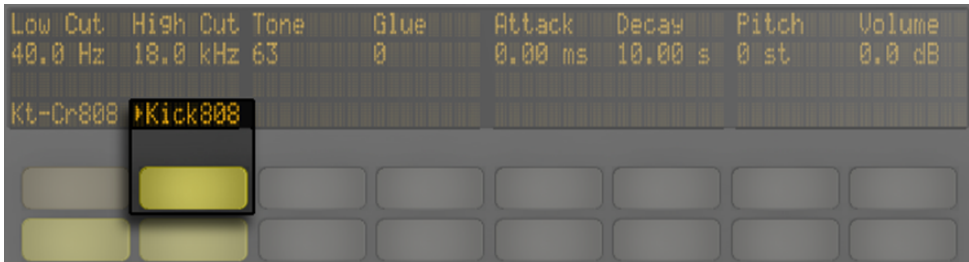 Low Cut High Cut Tone Glue Attack Decay Pitch Volume
40.0 Hz 18.0 kHz 63 0 0.00 ms 10.00 s 0 st 0.0 dB
Kt-Cr808 ▸Kick808